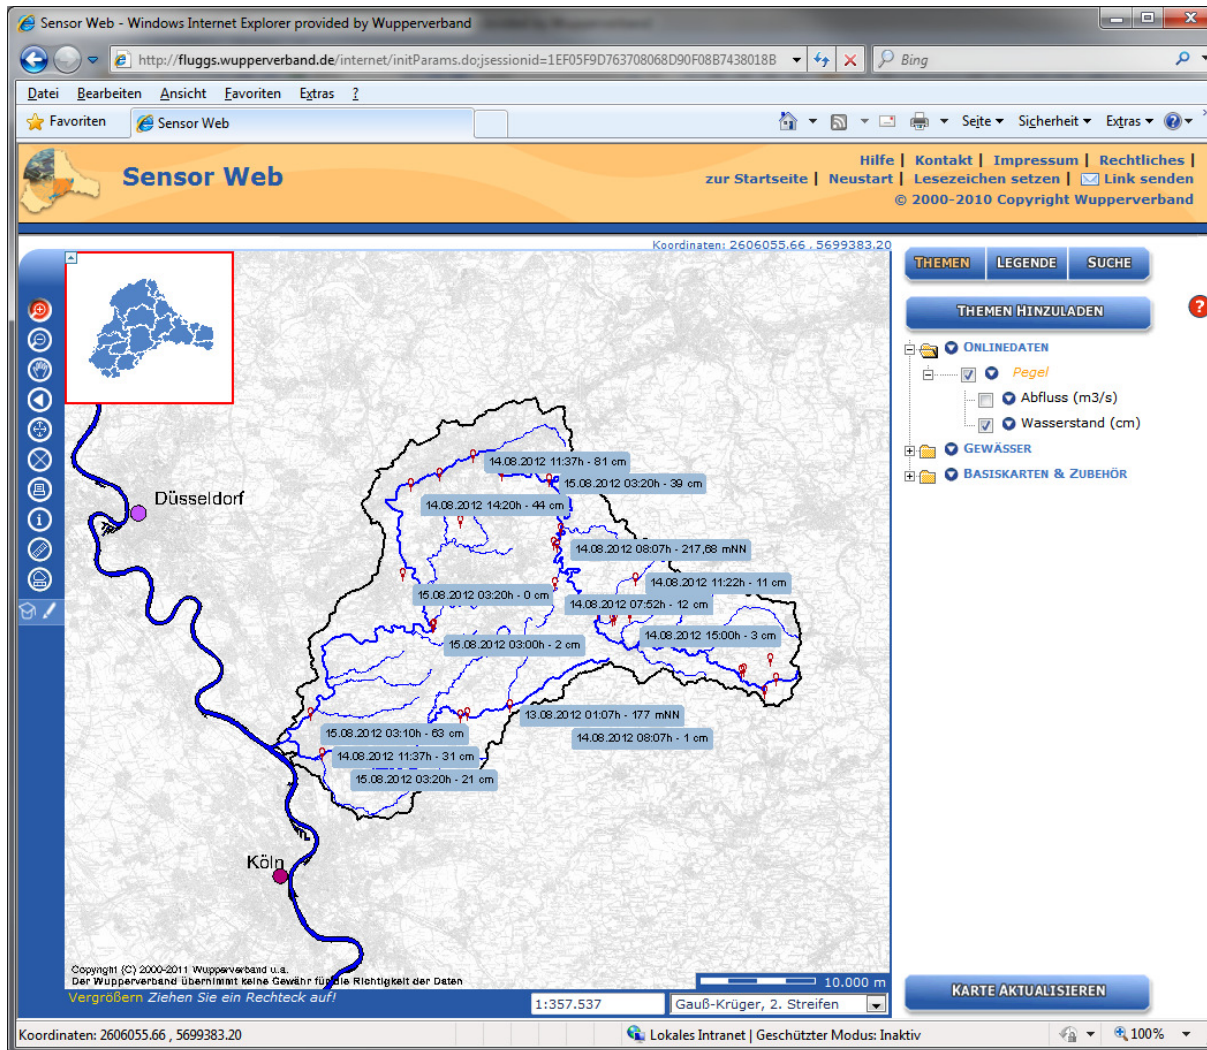 Sensor Web - Windows Internet Explorer provided by Wupperverband
http://fluggs.wupperverband.de/internet/initParams.do;jsessionid=1EF05F9D763708068D90F08B7438018B
Bing
Datei Bearbeiten Ansicht Favoriten Extras ?
Favoriten
Sensor Web
Seite Sicherheit Extras
Sensor Web
Hilfe | Kontakt | Impressum | Rechtliches |
zur Startseite | Neustart | Lesezeichen setzen | Link senden
© 2000-2010 Copyright Wupperverband
Koordinaten: 2606055.66 , 5699383.20
THEMEN LEGENDE SUCHE
THEMEN HINZULADEN
?
ONLINEDATEN
Pegel
Abfluss (m3/s)
Wasserstand (cm)
GEWÄSSER
BASISKARTEN & ZUBEHÖR
14.08.2012 11:37h - 81 cm
15.08.2012 03:20h - 39 cm
Düsseldorf
14.08.2012 14:20h - 44 cm
14.08.2012 08:07h - 217,68 mNN
14.08.2012 11:22h - 11 cm
15.08.2012 03:20h - 0 cm
14.08.2012 07:52h - 12 cm
14.08.2012 15:00h - 3 cm
15.08.2012 03:00h - 2 cm
13.08.2012 01:07h - 177 mNN
15.08.2012 03:10h - 63 cm
14.08.2012 08:07h - 1 cm
14.08.2012 11:37h - 31 cm
15.08.2012 03:20h - 21 cm
Köln
Copyright (C) 2000-2011 Wupperverband u.a.
Der Wupperverband übernimmt keine Gewähr für die Richtigkeit der Daten
10.000 m
Vergrößern Ziehen Sie ein Rechteck auf!
1:357.537
Gauß-Krüger, 2. Streifen
KARTE AKTUALISIEREN
Koordinaten: 2606055.66 , 5699383.20
Lokales Intranet | Geschützter Modus: Inaktiv
100%